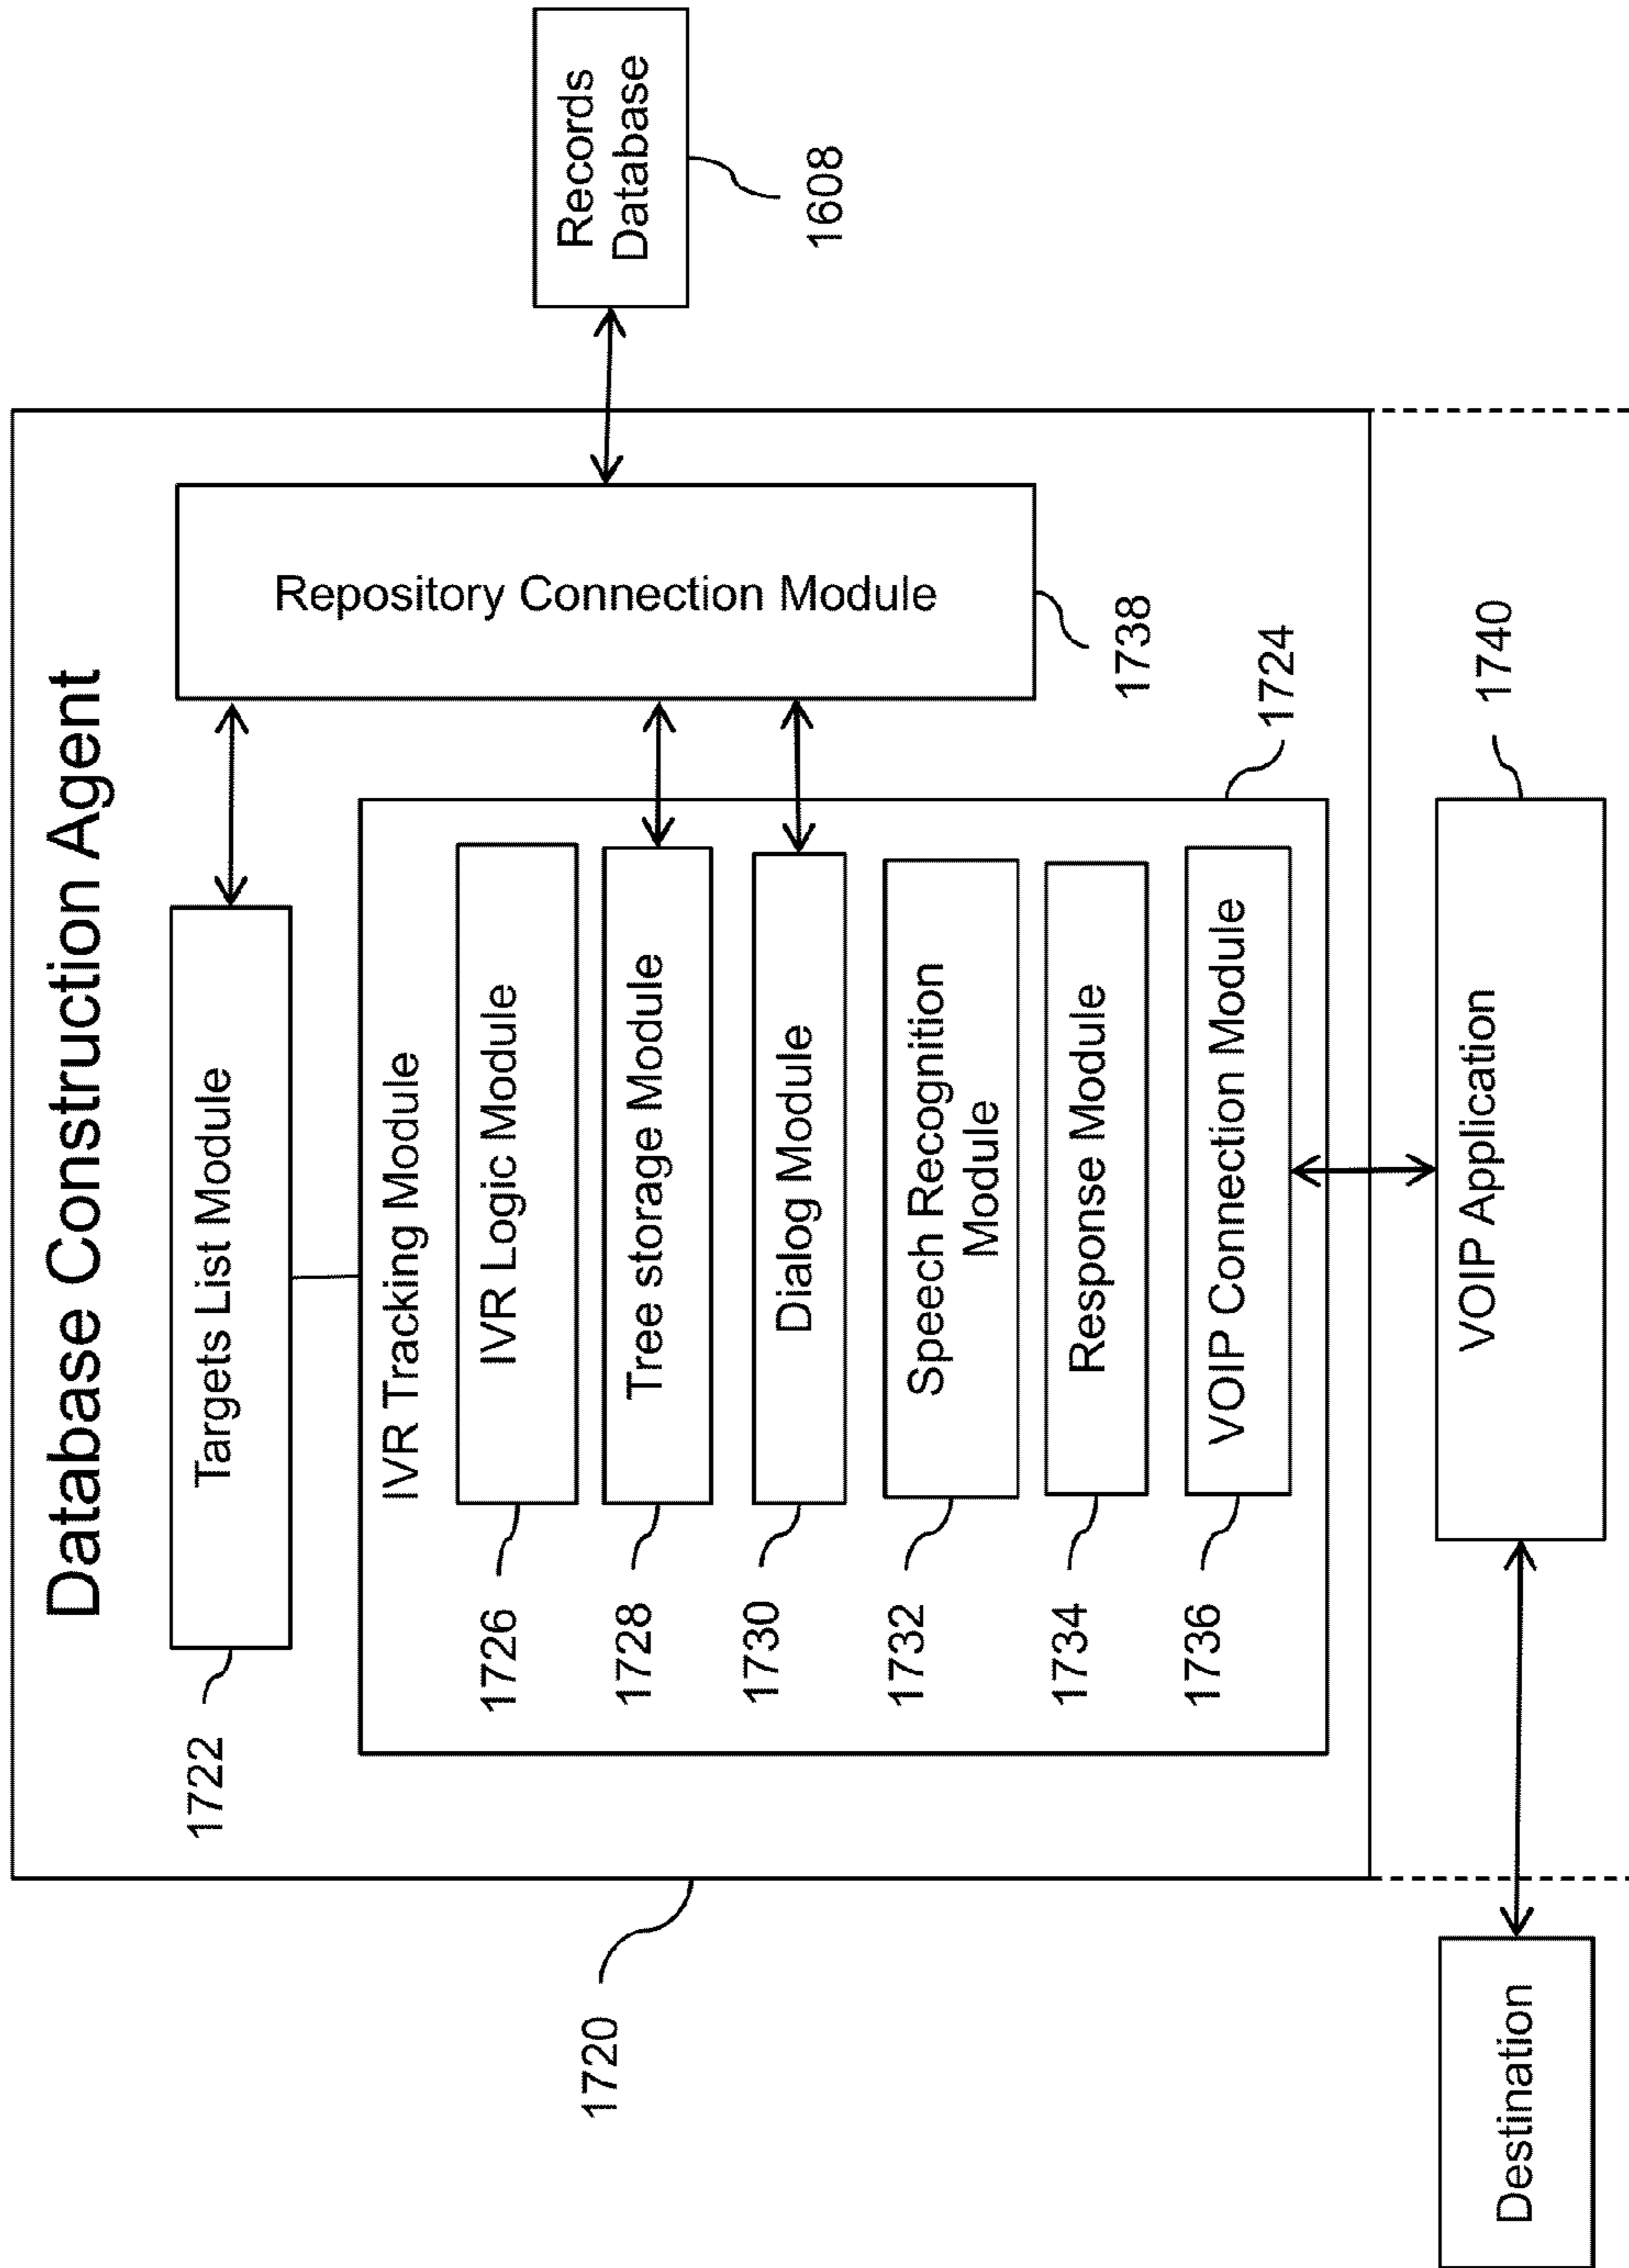 Database Construction Agent
1722
Targets List Module
IVR Tracking Module
1726
IVR Logic Module
1728
Tree storage Module
1730
Dialog Module
1732
Speech Recognition
Module
1734
Response Module
1736
VOIP Connection Module
1724
Repository Connection Module
1738
Records
Database
1608
1720
VOIP Application
1740
Destination